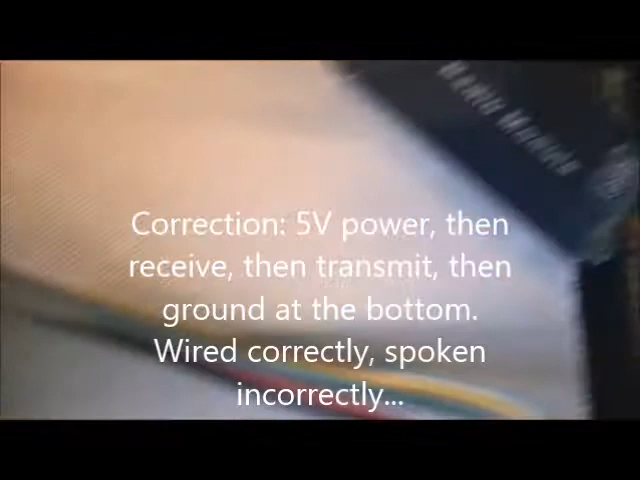 Correction: 5V power, then
receive, then transmit, then
ground at the bottom.
Wired correctly, spoken
incorrectly...